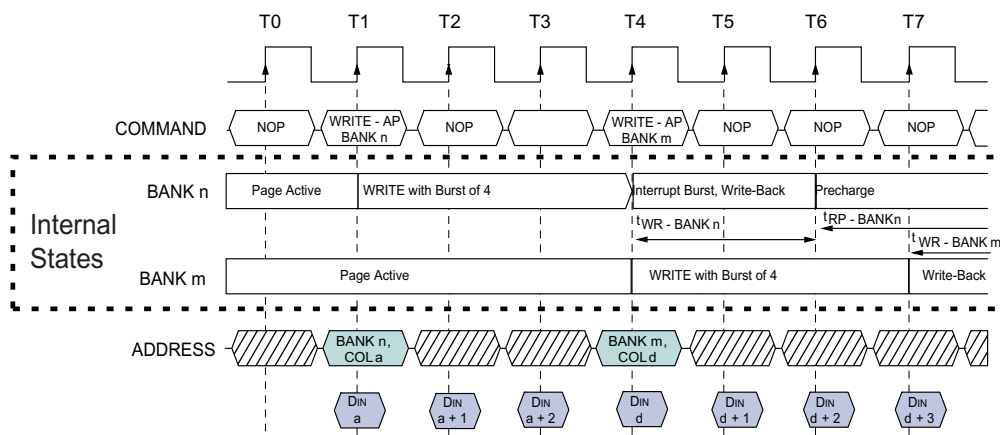 T0 T1 T2 T3 T4 T5 T6 T7
COMMAND NOP WRITE - AP BANK n NOP WRITE - AP BANK m NOP NOP NOP
Internal States
BANK n Page Active WRITE with Burst of 4 Interrupt Burst, Write-Back Precharge
tWR - BANK n tRP - BANK n
tWR - BANK m
BANK m Page Active WRITE with Burst of 4 Write-Back
ADDRESS BANK n, COL a BANK m, COL d
DIN a DIN a + 1 DIN a + 2 DIN d DIN d + 1 DIN d + 2 DIN d + 3